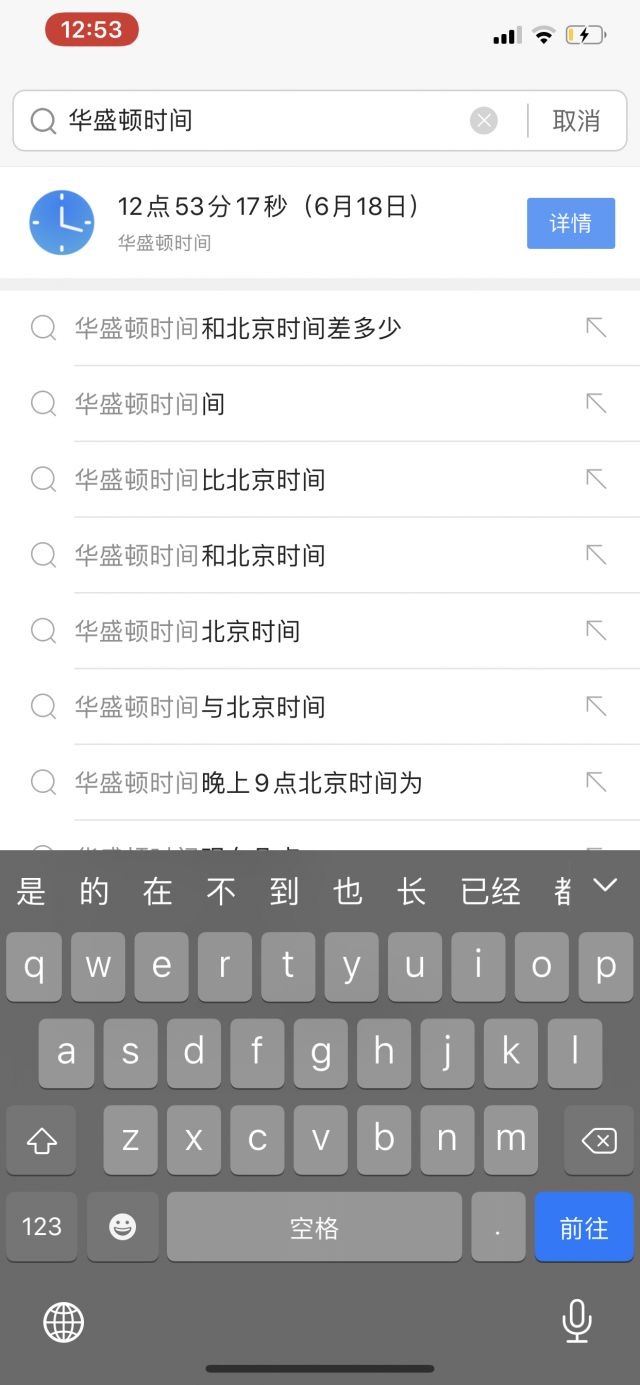 12:53
华盛顿时间
取消
12点53分17秒（6月18日）
华盛顿时间
详情
华盛顿时间和北京时间差多少
华盛顿时间间
华盛顿时间比北京时间
华盛顿时间和北京时间
华盛顿时间北京时间
华盛顿时间与北京时间
华盛顿时间晚上9点北京时间为
是 的 在 不 到 也 长 已经
q w e r t y u i o p
a s d f g h j k l
z x c v b n m
123 空格 . 前往